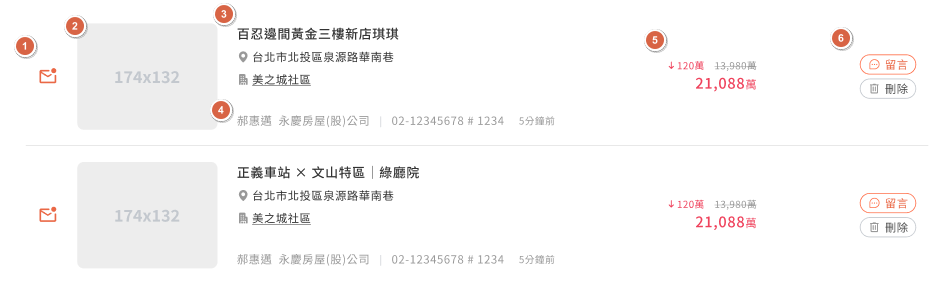 1
2
3
4
5
6
174x132
百忍邊間黃金三樓新店琪琪
台北市北投區泉源路華南巷
美之城社區
郝惠邁 永慶房屋(股)公司 | 02-12345678 # 1234 5分鐘前
120萬 13,980萬
21,088萬
留言
刪除
174x132
正義車站 × 文山特區│綠廳院
台北市北投區泉源路華南巷
美之城社區
郝惠邁 永慶房屋(股)公司 | 02-12345678 # 1234 5分鐘前
120萬 13,980萬
21,088萬
留言
刪除